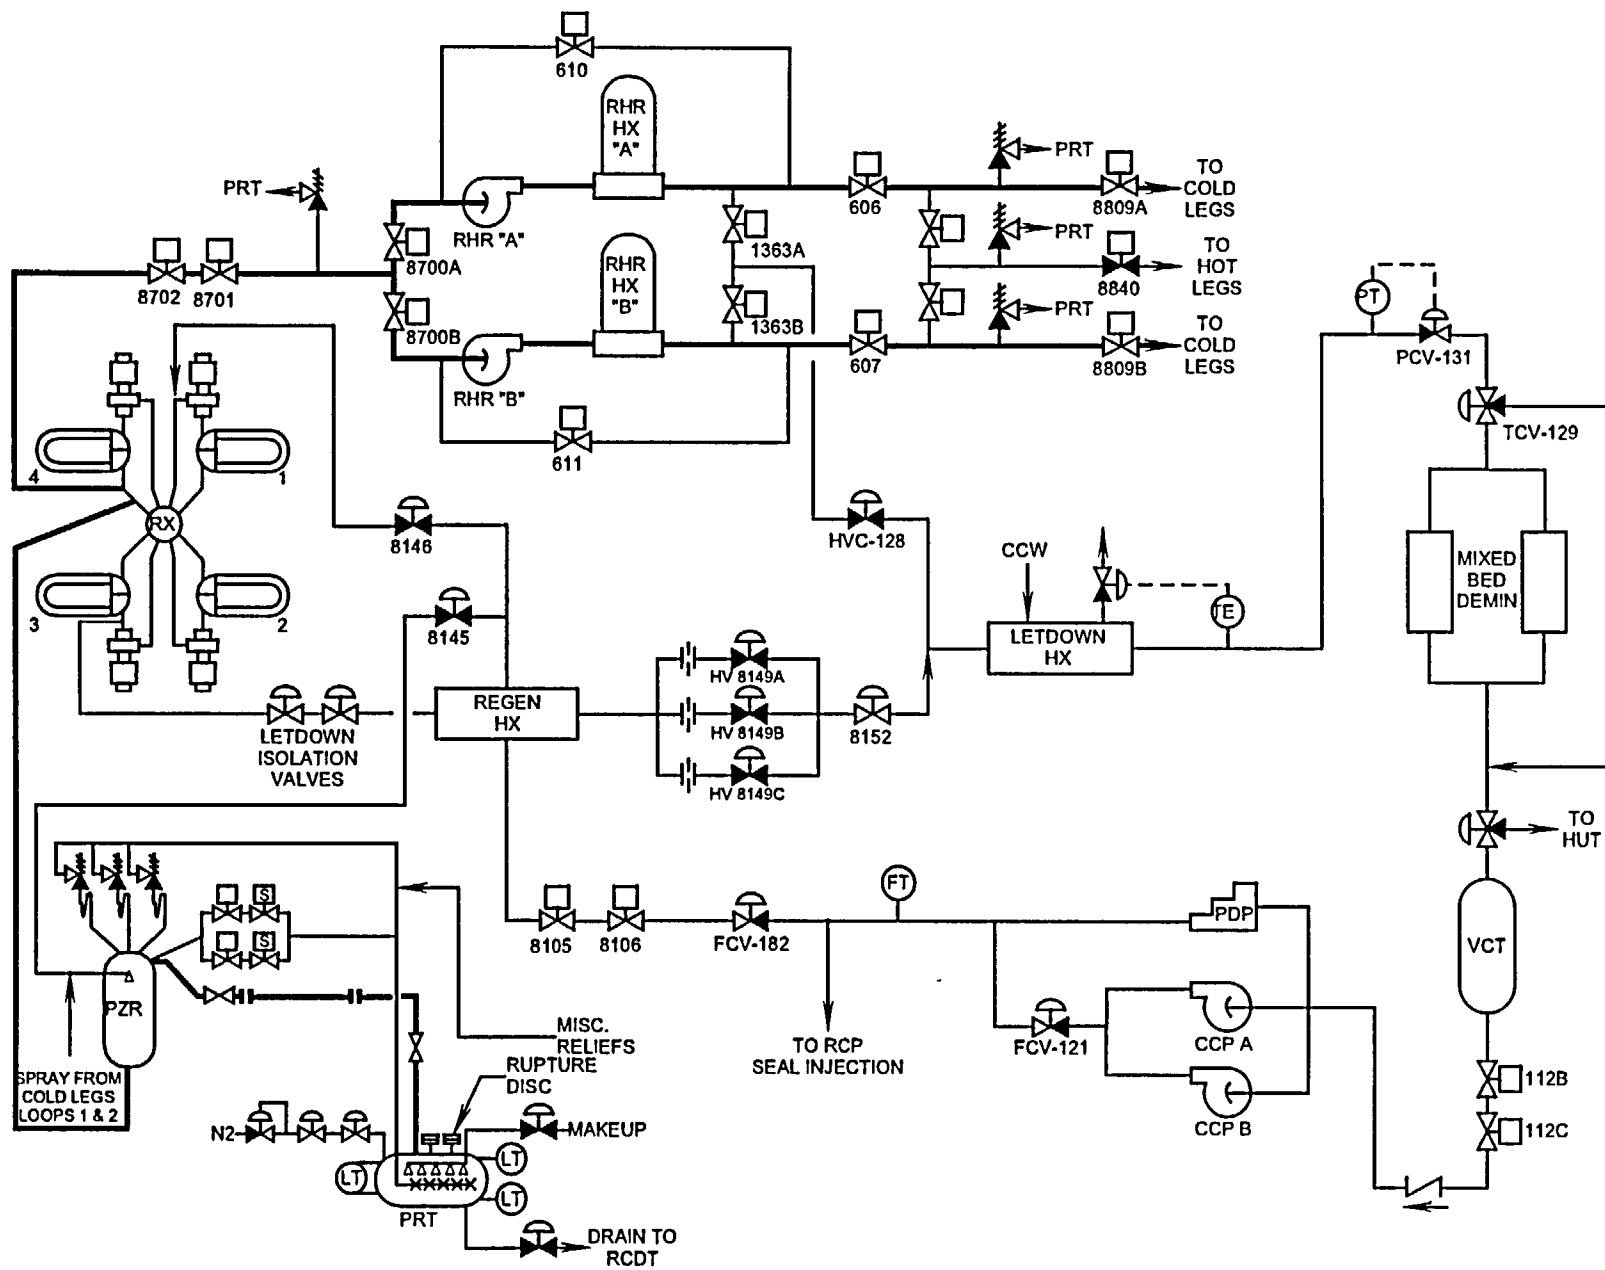 610
RHR
HX
"A"
PRT
PRT
TO
COLD
LEGS
606
8809A
RHR "A"
8700A
1363A
PRT
TO
HOT
LEGS
8702
8701
RHR
HX
"B"
8840
8700B
1363B
PRT
PT
TO
COLD
LEGS
607
8809B
PCV-131
RHR "B"
TCV-129
611
4
1
RX
8146
HVC-128
CCW
MIXED
BED
DEMIN
3
2
8145
TE
LETDOWN
HX
HV 8149A
REGEN
HX
HV 8149B
8152
LETDOWN
ISOLATION
VALVES
HV 8149C
TO
HUT
S
FT
PDP
8105
8106
FCV-182
VCT
S
PZR
MISC.
RELIEFS
TO RCP
SEAL INJECTION
FCV-121
CCP A
RUPTURE
DISC
SPRAY FROM
COLD LEGS
LOOPS 1 & 2
112B
N2
MAKEUP
CCP B
112C
LT
LT
LT
PRT
DRAIN TO
RCDT